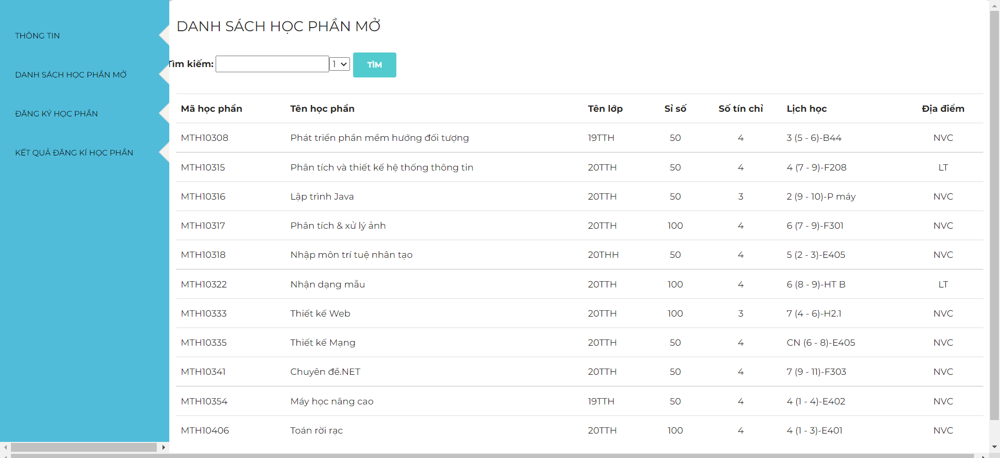 THÔNG TIN
DANH SÁCH HỌC PHẦN MỞ
ĐĂNG KÝ HỌC PHẦN
KẾT QUẢ ĐĂNG KÍ HỌC PHẦN
DANH SÁCH HỌC PHẦN MỞ
Tìm kiếm: 1 TÌM
Mã học phần Tên học phần Tên lớp Sỉ số Số tín chỉ Lịch học Địa điểm
MTH10308 Phát triển phần mềm hướng đối tượng 19TTH 50 4 3 (5 - 6)-B44 NVC
MTH10315 Phân tích và thiết kế hệ thống thông tin 20TTH 50 4 4 (7 - 9)-F208 LT
MTH10316 Lập trình Java 20TTH 50 3 2 (9 - 10)-P máy NVC
MTH10317 Phân tích & xử lý ảnh 20TTH 100 4 6 (7 - 9)-F301 NVC
MTH10318 Nhập môn trí tuệ nhân tạo 20THH 50 4 5 (2 - 3)-E405 NVC
MTH10322 Nhận dạng mẫu 20TTH 100 4 6 (8 - 9)-HT B LT
MTH10333 Thiết kế Web 20TTH 100 3 7 (4 - 6)-H2.1 NVC
MTH10335 Thiết kế Mạng 20TTH 50 4 CN (6 - 8)-E405 NVC
MTH10341 Chuyên đề.NET 20TTH 50 4 7 (9 - 11)-F303 NVC
MTH10354 Máy học nâng cao 19TTH 50 4 4 (1 - 4)-E402 NVC
MTH10406 Toán rời rạc 20TTH 100 4 4 (1 - 3)-E401 NVC